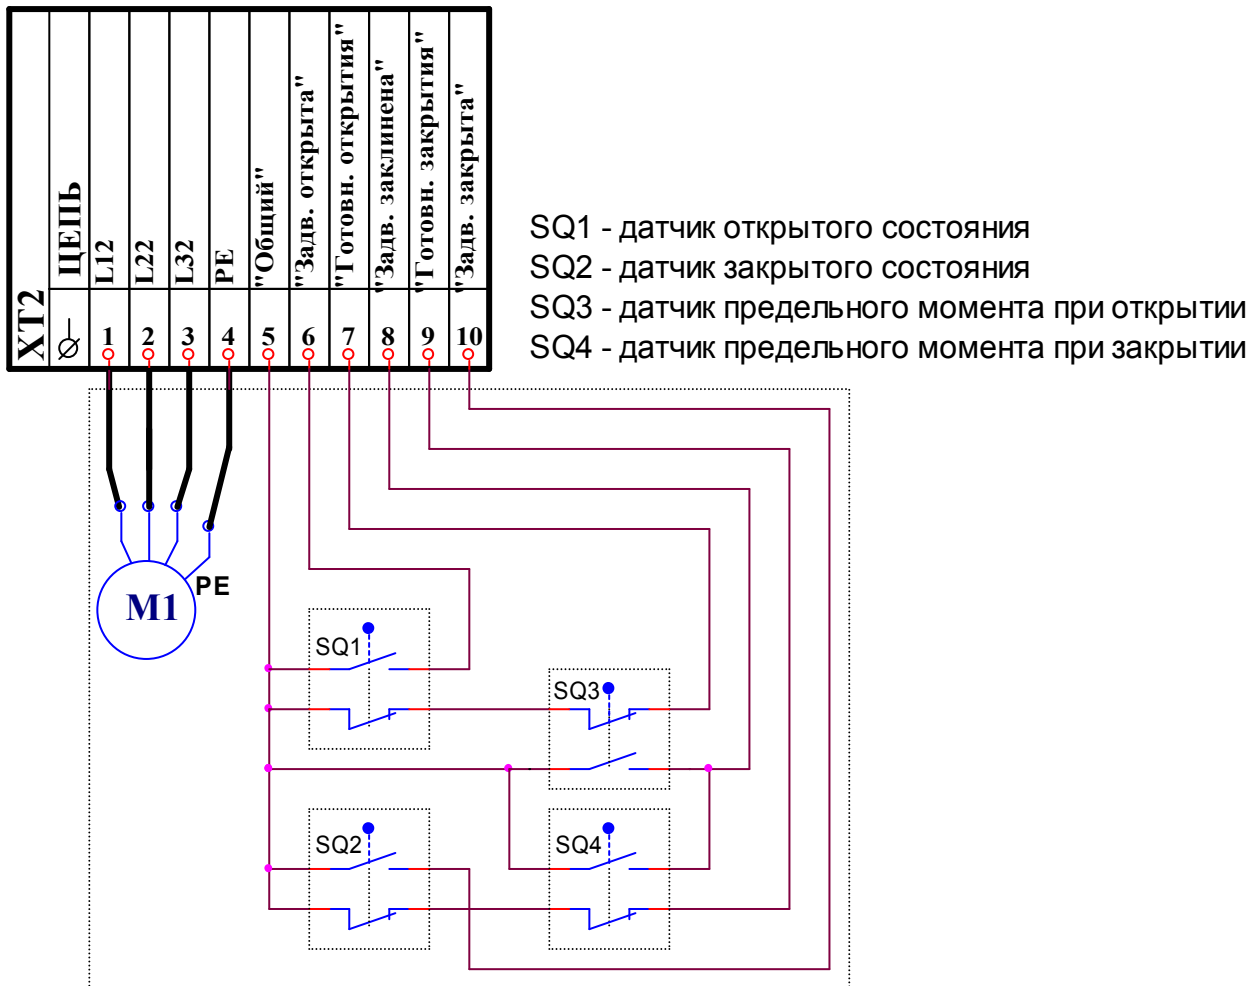 XT2
ЦЕПЬ
L12
L22
L32
PE
"Общий"
"Задв. открыта"
"Готовн. открытия"
"Задв. заклинена"
"Готовн. закрытия"
"Задв. закрыта"
1 2 3 4 5 6 7 8 9 10
SQ1 - датчик открытого состояния
SQ2 - датчик закрытого состояния
SQ3 - датчик предельного момента при открытии
SQ4 - датчик предельного момента при закрытии
M1
PE
SQ1
SQ3
SQ2
SQ4